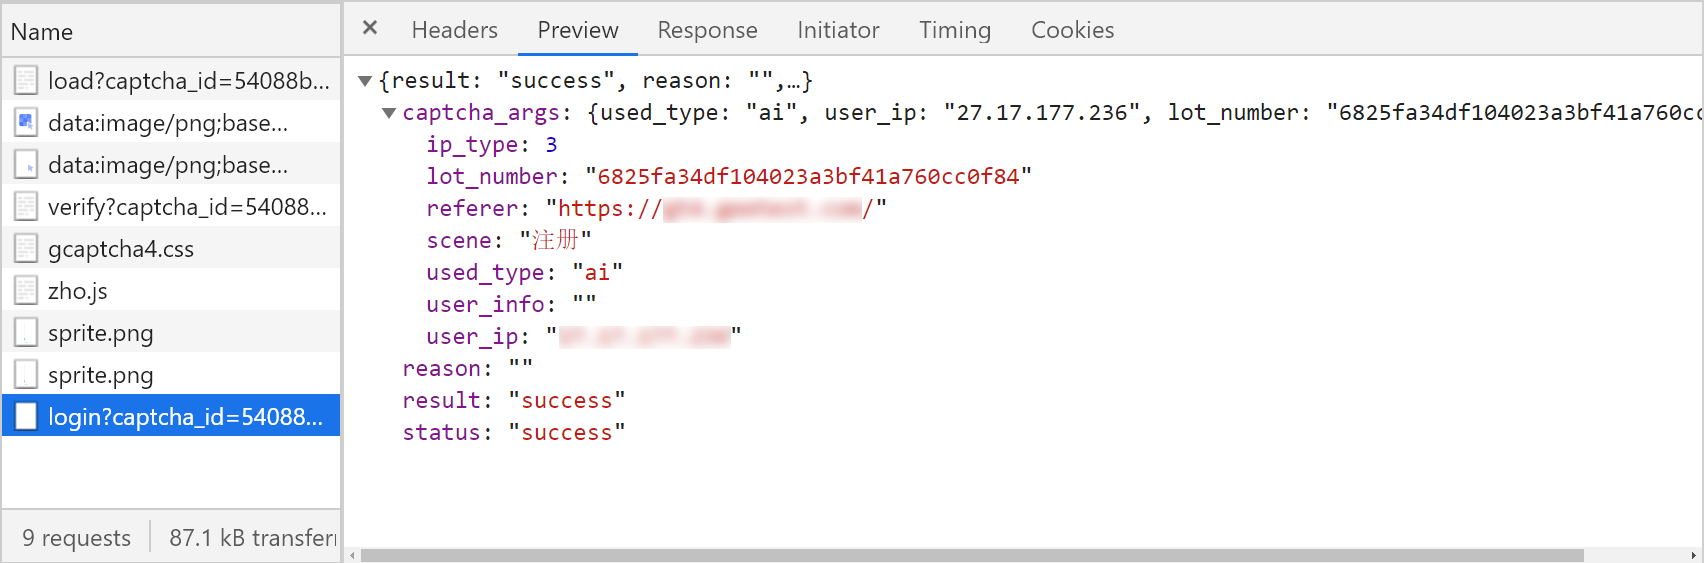 Name
load?captcha_id=54088b...
data:image/png;base...
data:image/png;base...
verify?captcha_id=54088...
gcaptcha4.css
zho.js
sprite.png
sprite.png
login?captcha_id=54088...
9 requests 87.1 kB transferr
× Headers Preview Response Initiator Timing Cookies
▼{result: "success", reason: "",…}
▼captcha_args: {used_type: "ai", user_ip: "27.17.177.236", lot_number: "6825fa34df104023a3bf41a760cc
ip_type: 3
lot_number: "6825fa34df104023a3bf41a760cc0f84"
referer: "https:///"
scene: "注册"
used_type: "ai"
user_info: ""
user_ip: ""
reason: ""
result: "success"
status: "success"